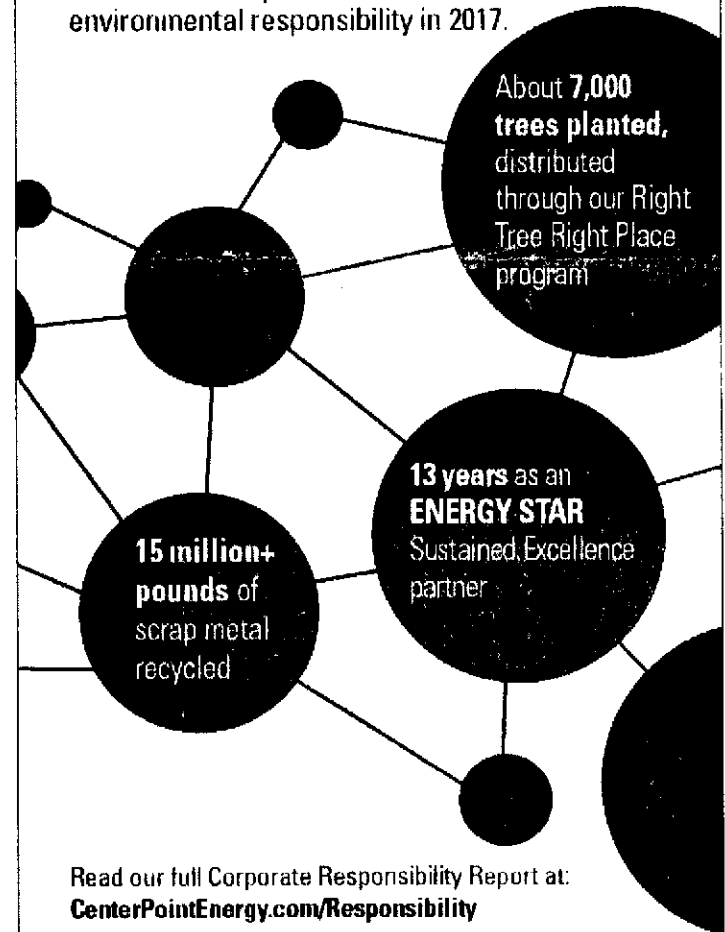 environmental responsibility in 2017.
About 7,000
trees planted,
distributed
through our Right
Tree Right Place
program
13 years as an
ENERGY STAR
Sustained Excellence
partner
15 million+
pounds of
scrap metal
recycled
Read our full Corporate Responsibility Report at:
CenterPointEnergy.com/Responsibility